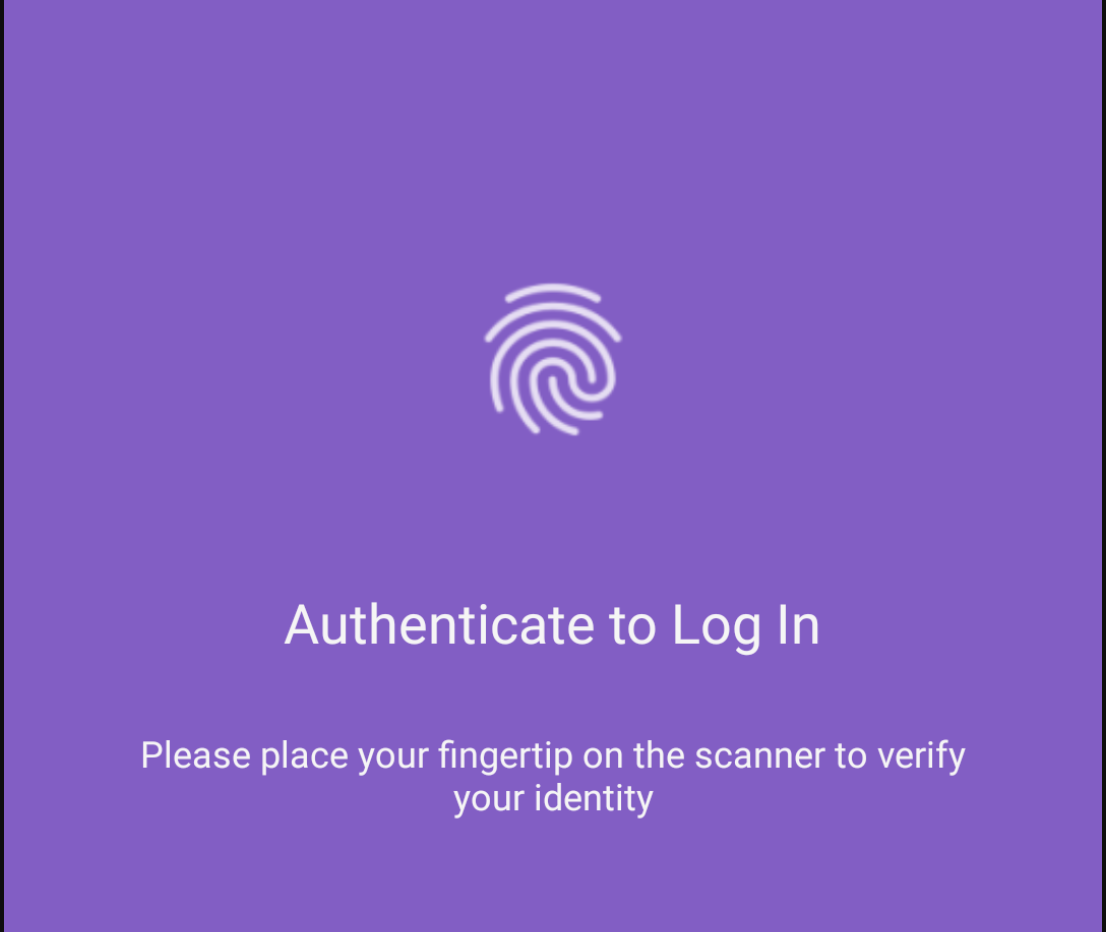 Authenticate to Log In
Please place your fingertip on the scanner to verify
your identity